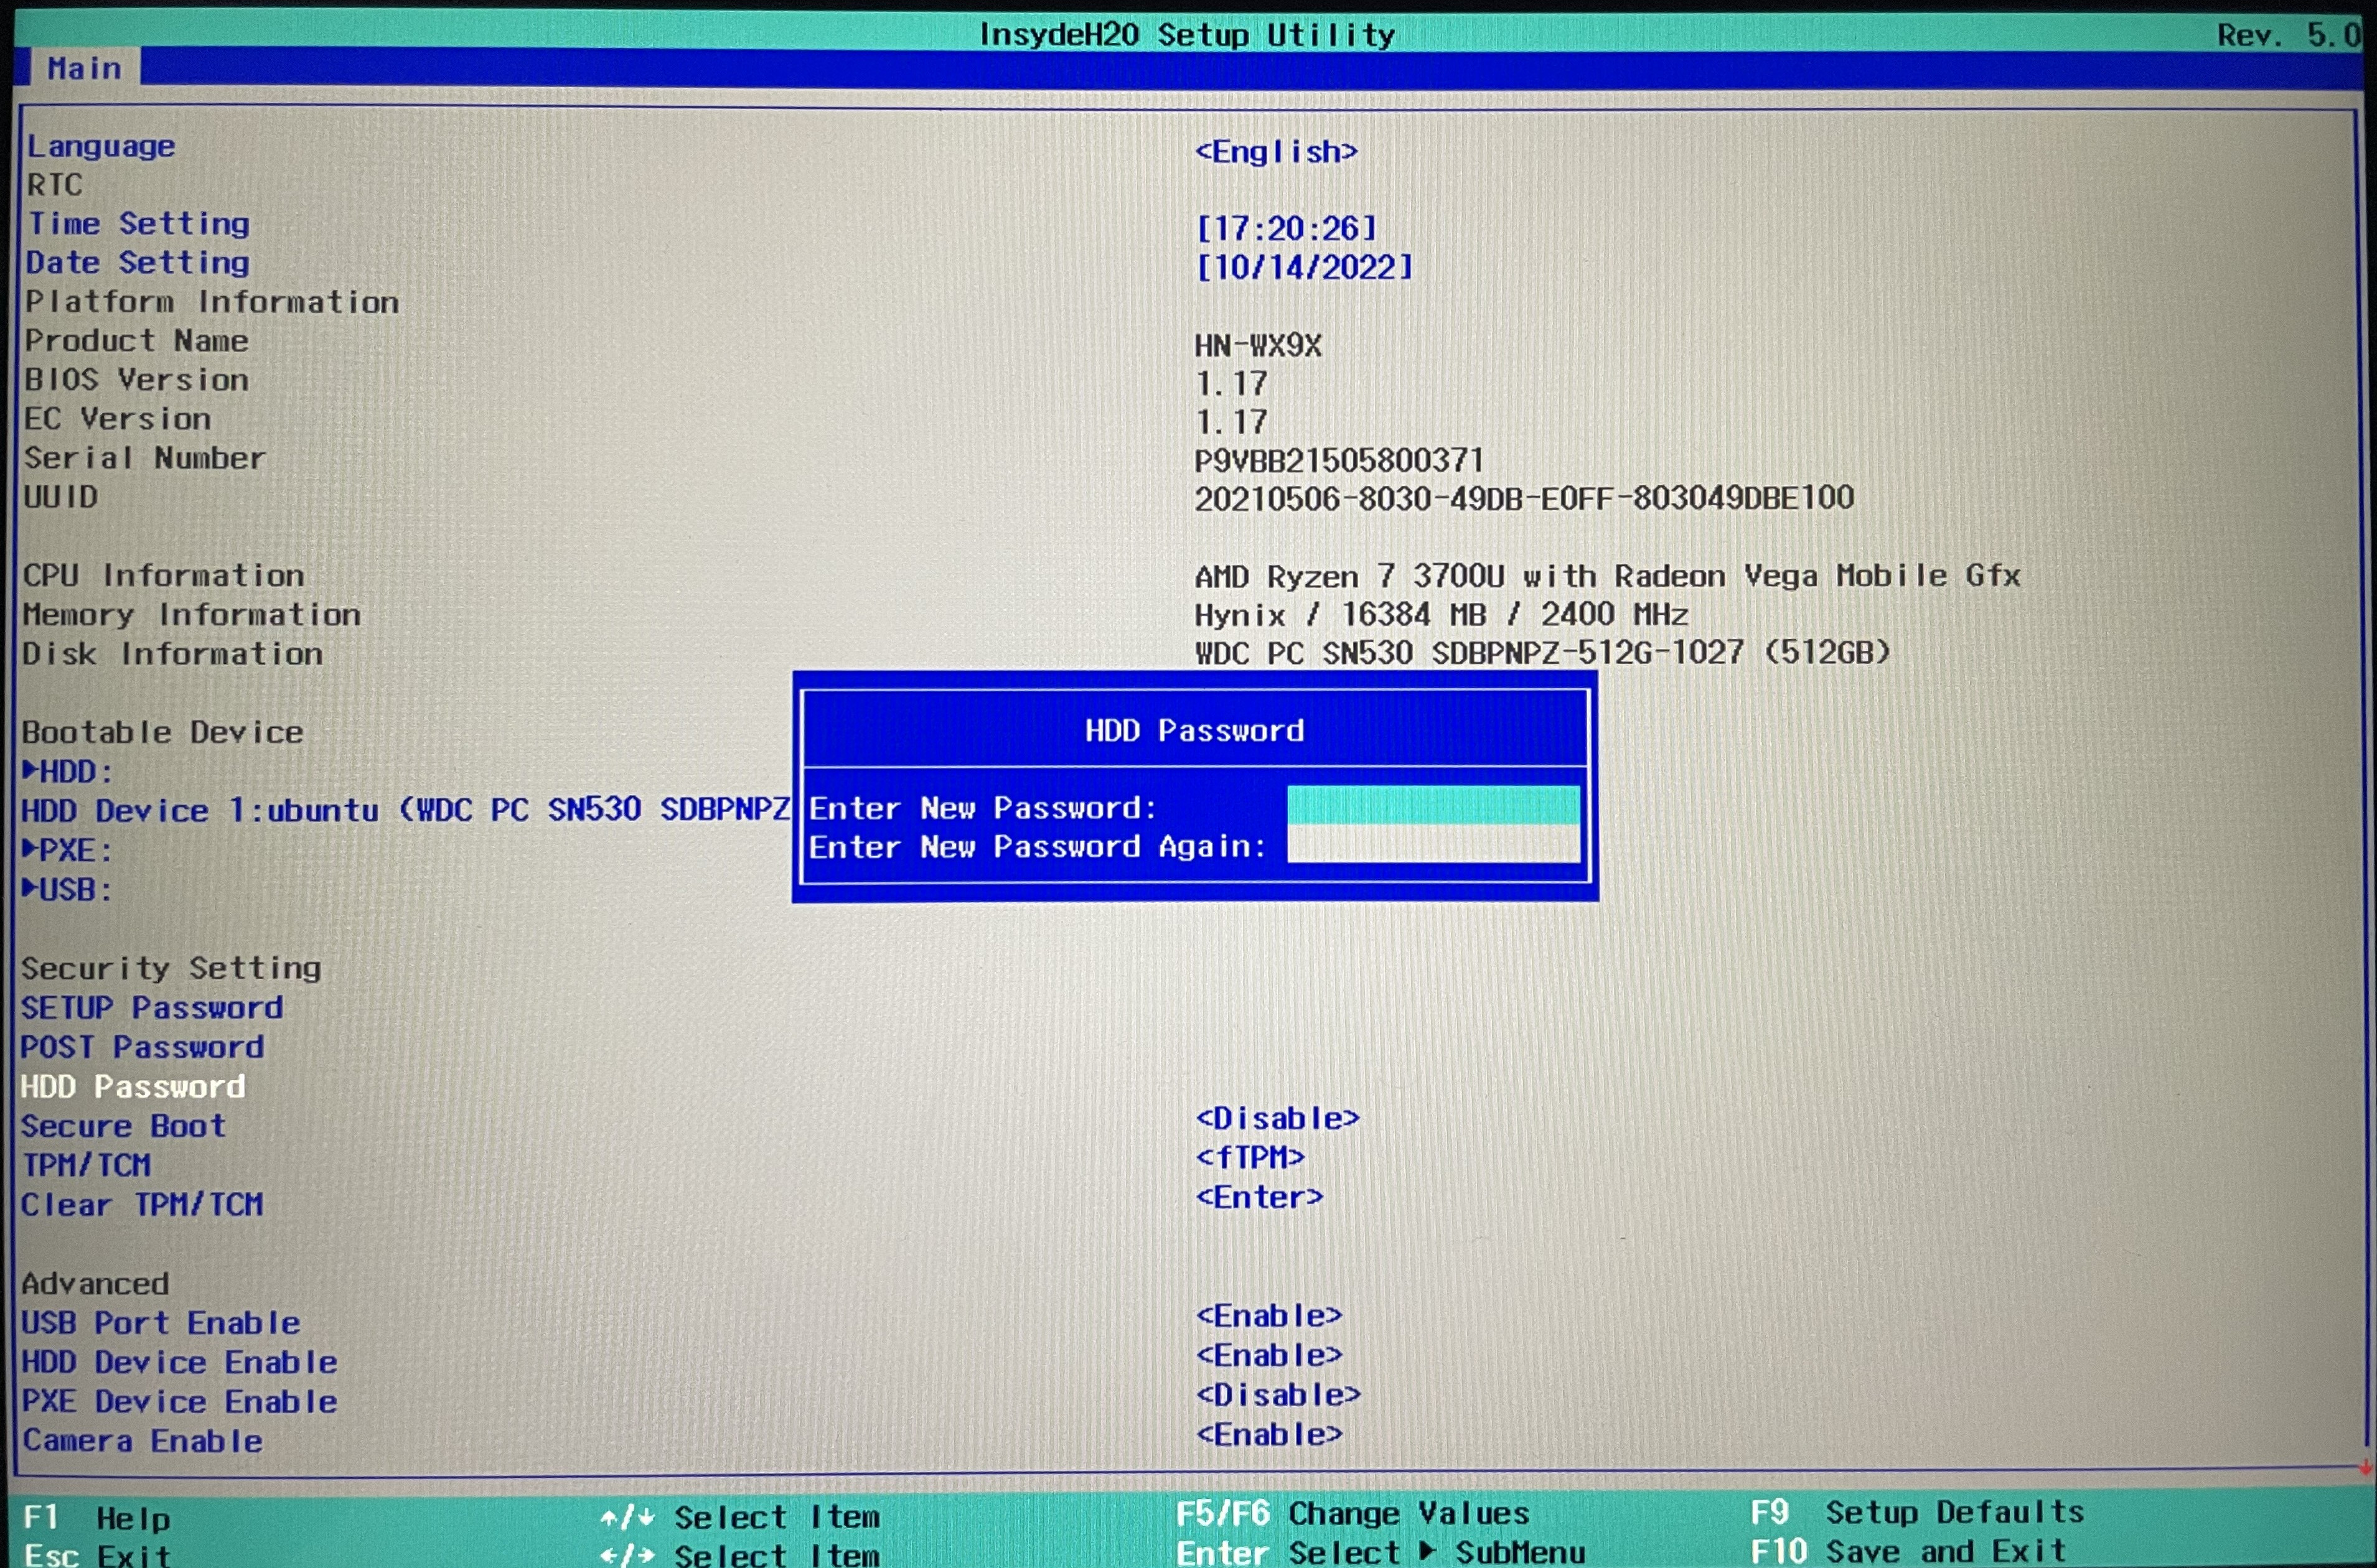 InsydeH20 Setup Utility Rev. 5.0
Main
Language <English>
RTC
Time Setting [17:20:26]
Date Setting [10/14/2022]
Platform Information
Product Name HN-WX9X
BIOS Version 1.17
EC Version 1.17
Serial Number P9VBB21505800371
UUID 20210506-8030-49DB-E0FF-803049DBE100
CPU Information AMD Ryzen 7 3700U with Radeon Vega Mobile Gfx
Memory Information Hynix / 16384 MB / 2400 MHz
Disk Information WDC PC SN530 SDBPNPZ-512G-1027 (512GB)
HDD Password
Bootable Device
▶HDD:
HDD Device 1:ubuntu (WDC PC SN530 SDBPNPZ Enter New Password:
▶PXE: Enter New Password Again:
▶USB:
Security Setting
SETUP Password
POST Password
HDD Password
Secure Boot <Disable>
TPM/TCM <fTPM>
Clear TPM/TCM <Enter>
Advanced
USB Port Enable <Enable>
HDD Device Enable <Enable>
PXE Device Enable <Disable>
Camera Enable <Enable>
F1 Help ↑/↓ Select Item F5/F6 Change Values F9 Setup Defaults
Esc Exit ←/→ Select Item Enter Select ▶ SubMenu F10 Save and Exit